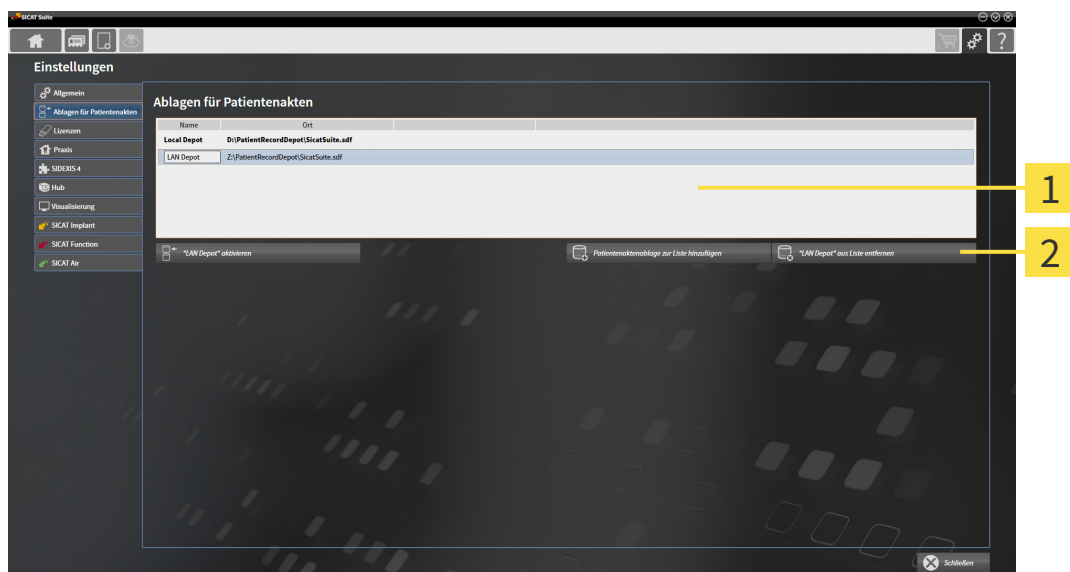 SICAT Suite
?
Einstellungen
Allgemein
Ablagen für Patientenakten
Lizenzen
Praxis
SIDEXIS 4
Hub
Visualisierung
SICAT Implant
SICAT Function
SICAT Air
Ablagen für Patientenakten
Name Ort
Local Depot D:\PatientRecordDepot\SicatSuite.sdf
LAN Depot Z:\PatientRecordDepot\SicatSuite.sdf
1
"LAN Depot" aktivieren
Patientenaktenablage zur Liste hinzufügen
"LAN Depot" aus Liste entfernen
2
Schließen